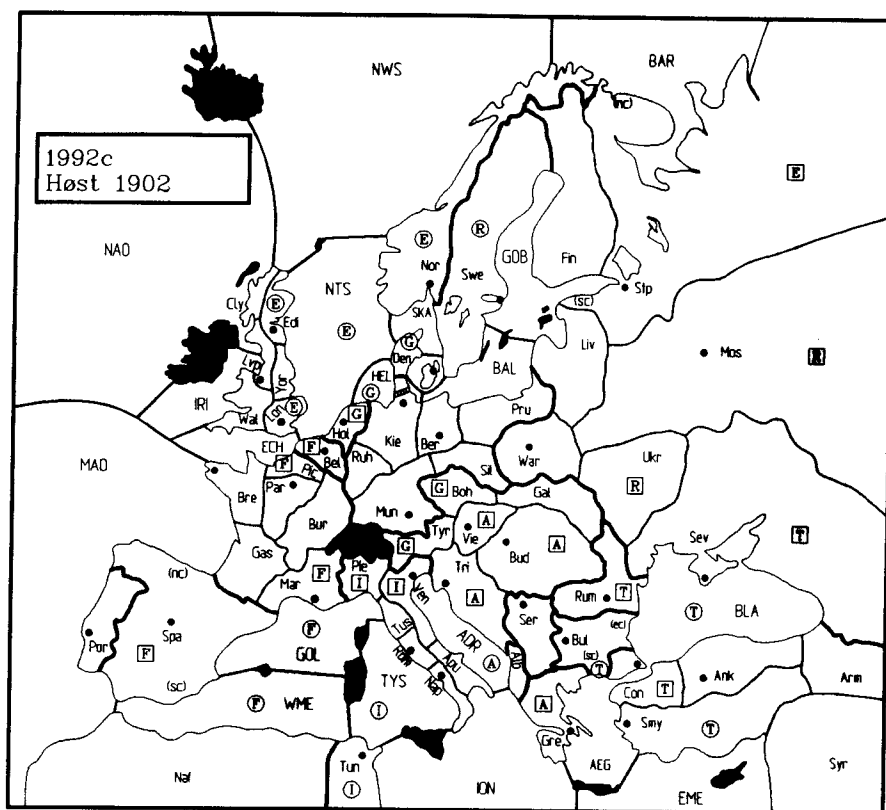 NWS
BAR
(nc)
1992c
Høst 1902
E
NAO
E
R
GOB
Fin
Nor
Swe
Stp
(sc)
NTS
Cly
E
Edi
SKA
E
G
Den
Liv
Mos
R
BAL
Lvp
Yor
HEL
G
IRI
Wal
Lon
E
G
Hol
Kie
Ber
Pru
War
Ukr
ECH
F
Bel
Ruh
MAO
F
Pic
Sil
R
Par
G
Boh
Gal
Bre
Mun
Sev
T
Bur
Tyr
A
Vie
A
Bud
Gas
G
(nc)
Mar
F
Pie
I
I
Ven
Tri
A
Rum
T
T
BLA
Ser
(ec)
Por
Spa
F
F
GOL
Tus
ADR
Bul
(sc)
Rom
Apu
A
Alb
T
Ank
Arm
(sc)
TYS
Nap
Con
T
F
WME
I
A
Smy
T
Gre
Naf
Tun
I
ION
AEG
EME
Syr